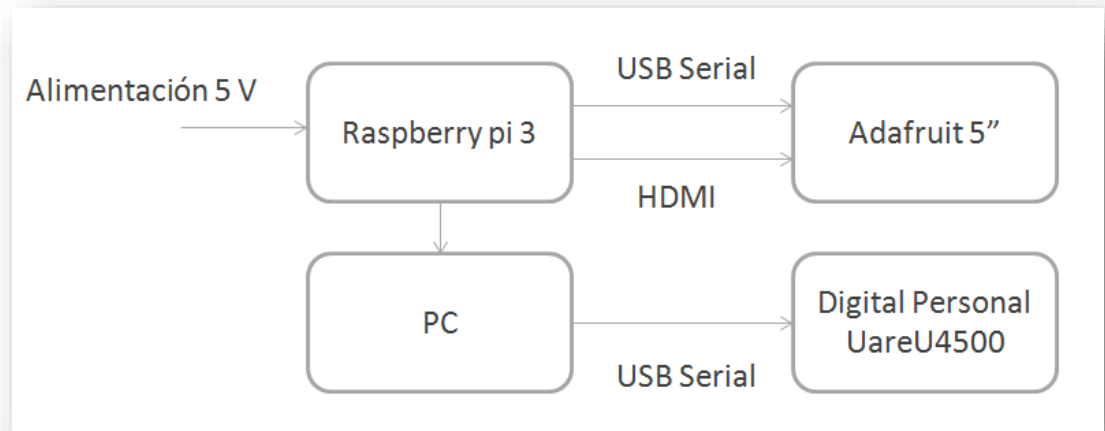 USB Serial
Alimentación 5 V
Raspberry pi 3
Adafruit 5”
HDMI
PC
Digital Personal
UareU4500
USB Serial